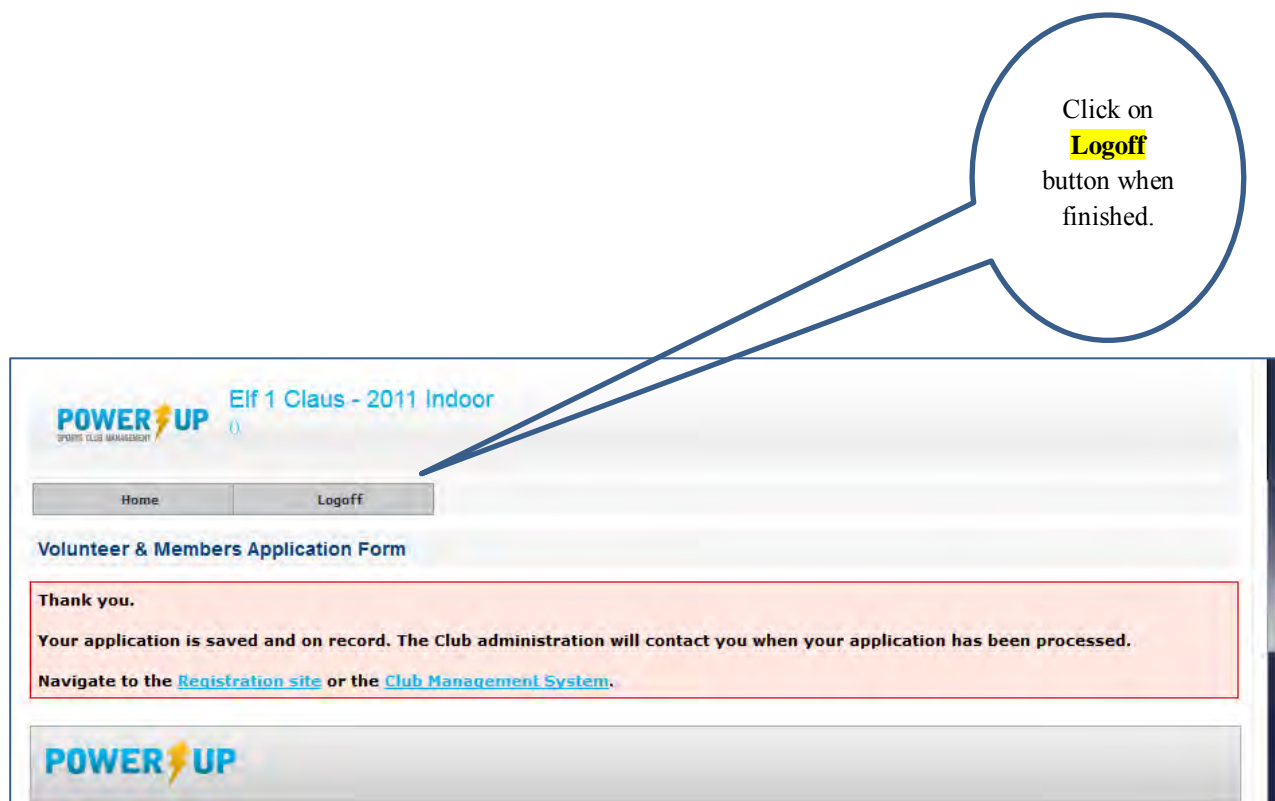 Click on
Logoff
button when
finished.
Elf 1 Claus - 2011 Indoor
POWER UP
()
SPORTS CLUB MANAGEMENT
Home Logoff
Volunteer & Members Application Form
Thank you.
Your application is saved and on record. The Club administration will contact you when your application has been processed.
Navigate to the Registration site or the Club Management System.
POWER UP